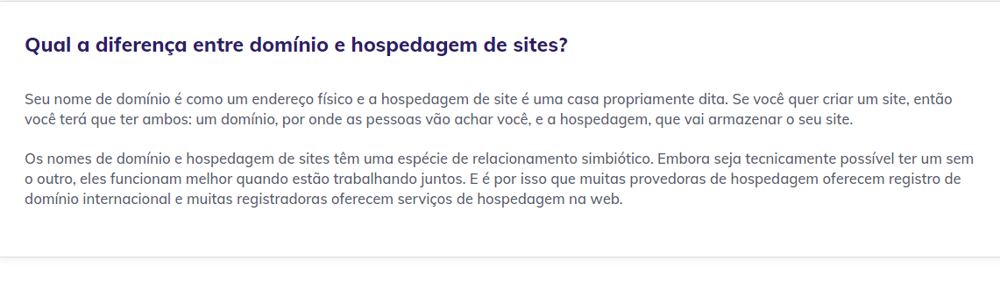 Qual a diferença entre domínio e hospedagem de sites?
Seu nome de domínio é como um endereço físico e a hospedagem de site é uma casa propriamente dita. Se você quer criar um site, então
você terá que ter ambos: um domínio, por onde as pessoas vão achar você, e a hospedagem, que vai armazenar o seu site.
Os nomes de domínio e hospedagem de sites têm uma espécie de relacionamento simbiótico. Embora seja tecnicamente possível ter um sem
o outro, eles funcionam melhor quando estão trabalhando juntos. E é por isso que muitas provedoras de hospedagem oferecem registro de
domínio internacional e muitas registradoras oferecem serviços de hospedagem na web.